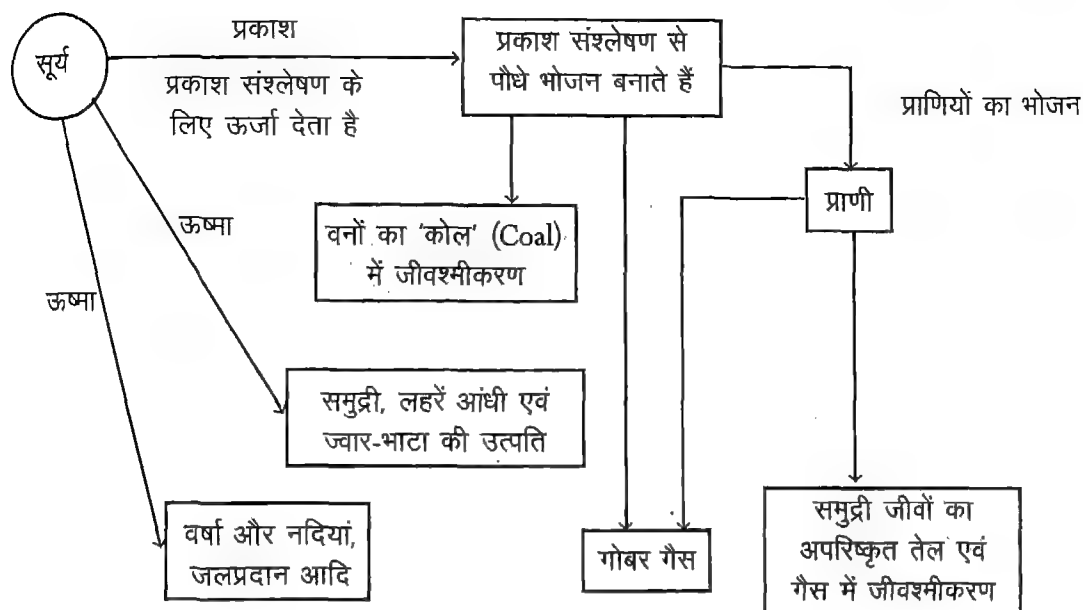 सूर्य
प्रकाश
प्रकाश संश्लेषण के
लिए ऊर्जा देता है
प्रकाश संश्लेषण से
पौधे भोजन बनाते हैं
प्राणियों का भोजन
प्राणी
ऊष्मा
ऊष्मा
वनों का 'कोल' (Coal)
में जीवश्मीकरण
समुद्री, लहरें आंधी एवं
ज्वार-भाटा की उत्पति
वर्षा और नदियां,
जलप्रदान आदि
गोबर गैस
समुद्री जीवों का
अपरिष्कृत तेल एवं
गैस में जीवश्मीकरण